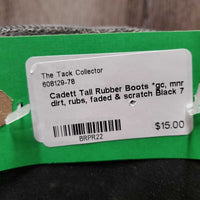 The Tack Collector
608129-78
Cadett Tall Rubber Boots *gc, mnr
dirt, rubs, faded & scratch Black 7
$15.00
BRPR22